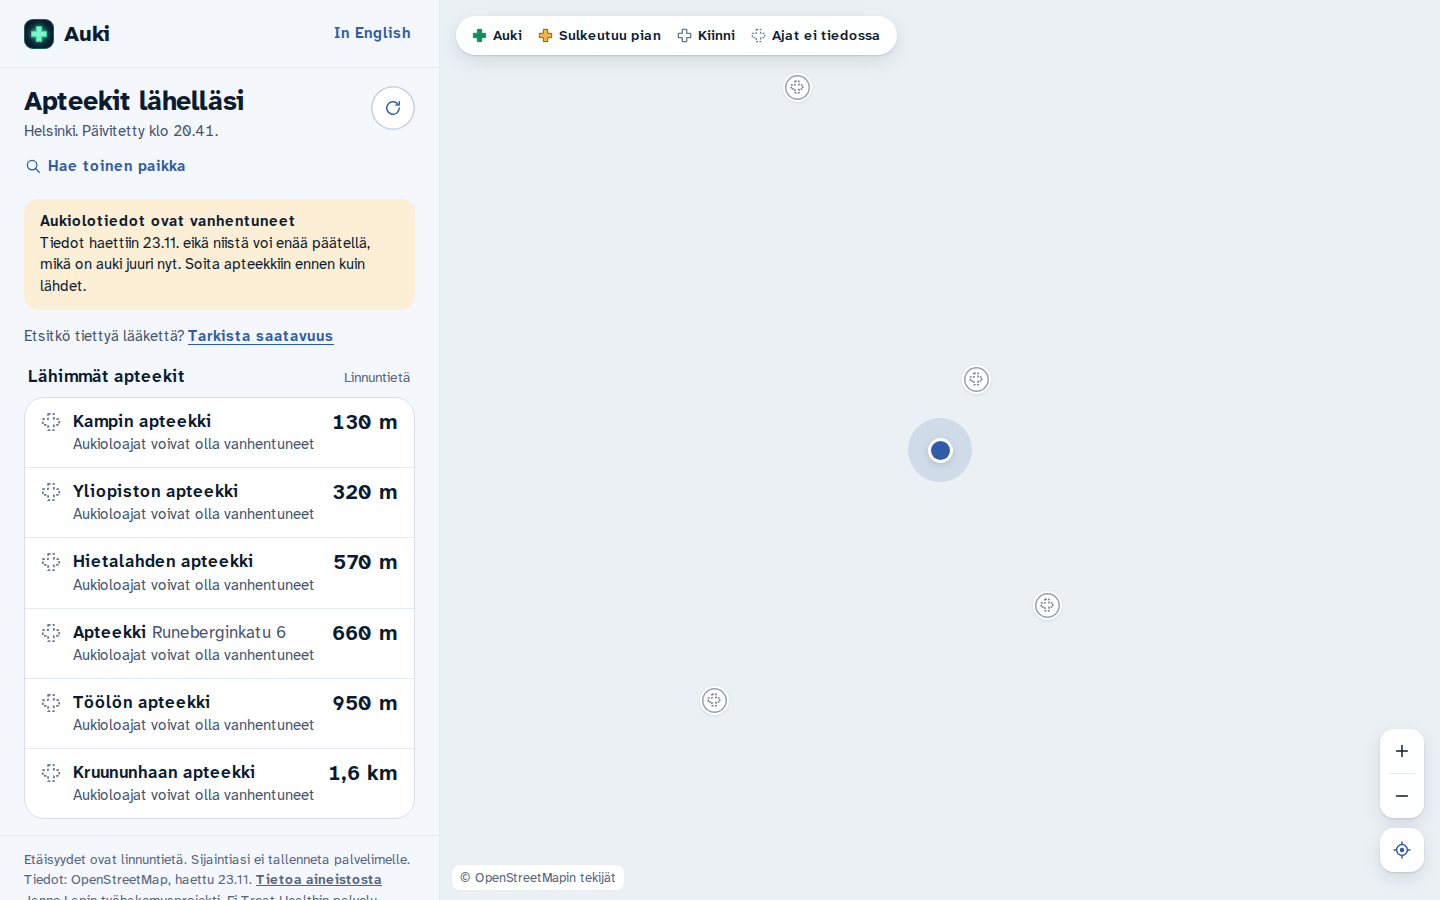 Auki
In English
Apteekit lähelläsi
Helsinki. Päivitetty klo 20.41.
Hae toinen paikka
Aukiolotiedot ovat vanhentuneet
Tiedot haettiin 23.11. eikä niistä voi enää päätellä,
mikä on auki juuri nyt. Soita apteekkiin ennen kuin
lähdet.
Etsitkö tiettyä lääkettä? Tarkista saatavuus
Lähimmät apteekit
Linnuntietä
Kampin apteekki 130 m
Aukioloajat voivat olla vanhentuneet
Yliopiston apteekki 320 m
Aukioloajat voivat olla vanhentuneet
Hietalahden apteekki 570 m
Aukioloajat voivat olla vanhentuneet
Apteekki Runeberginkatu 6 660 m
Aukioloajat voivat olla vanhentuneet
Töölön apteekki 950 m
Aukioloajat voivat olla vanhentuneet
Kruununhaan apteekki 1,6 km
Aukioloajat voivat olla vanhentuneet
Etäisyydet ovat linnuntietä. Sijaintiasi ei tallenneta palvelimelle.
Tiedot: OpenStreetMap, haettu 23.11. Tietoa aineistosta
Auki Sulkeutuu pian Kiinni Ajat ei tiedossa
© OpenStreetMapin tekijät